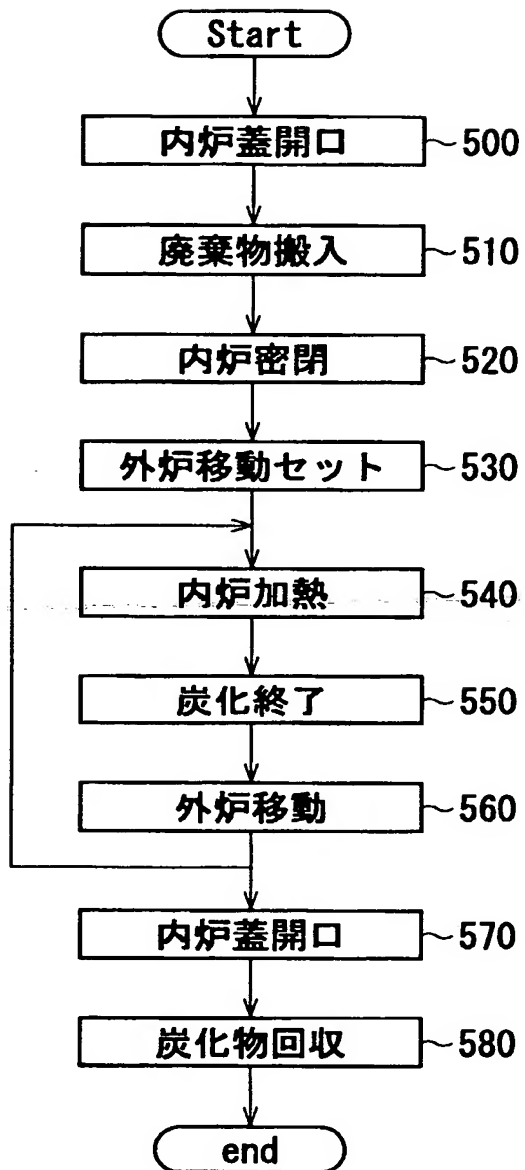 Start
内炉蓋開口 ~500
廃棄物搬入 ~510
内炉密閉 ~520
外炉移動セット ~530
内炉加熱 ~540
炭化終了 ~550
外炉移動 ~560
内炉蓋開口 ~570
炭化物回収 ~580
end